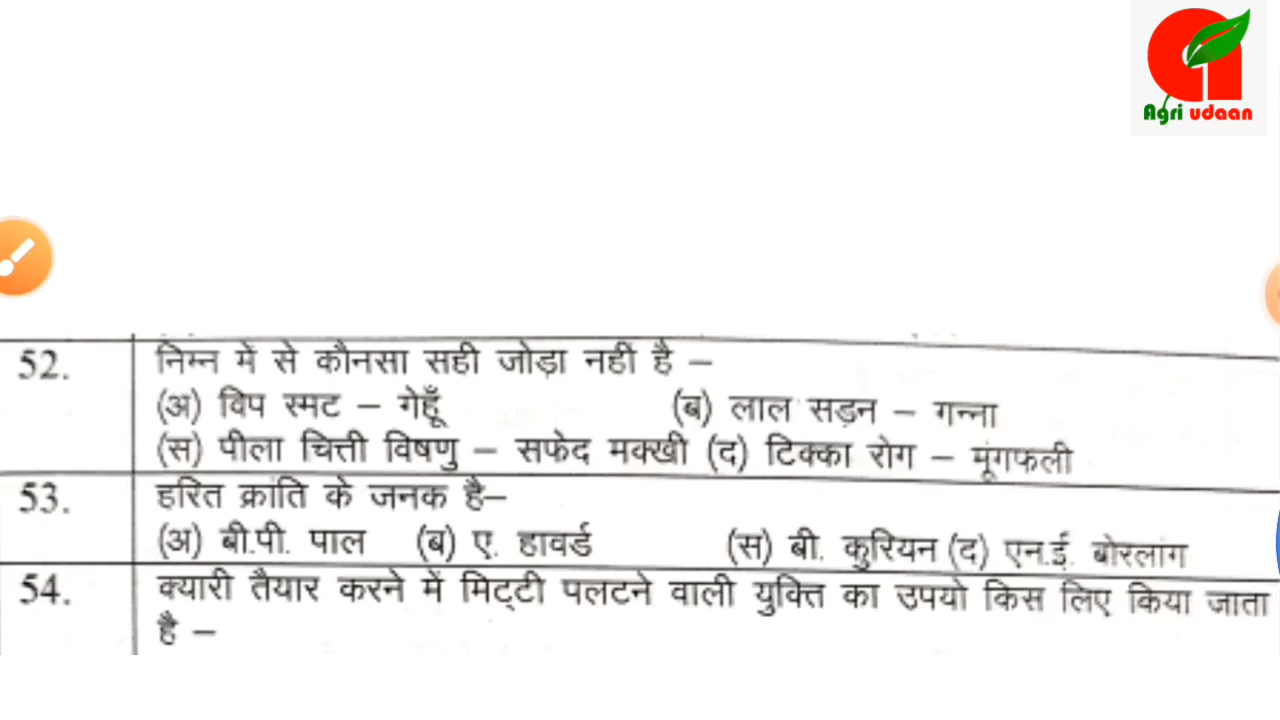 Agri udaan
52. निम्न में से कौनसा सही जोड़ा नहीं है –
(अ) विप स्मट – गेहूँ (ब) लाल सड़न – गन्ना
(स) पीला चित्ती विषणु – सफेद मक्खी (द) टिक्का रोग – मूंगफली
53. हरित क्रांति के जनक है–
(अ) बी.पी. पाल (ब) ए. हावर्ड (स) बी. कुरियन (द) एन.ई. बोरलांग
54. क्यारी तैयार करने में मिट्टी पलटने वाली युक्ति का उपयो किस लिए किया जाता
है –